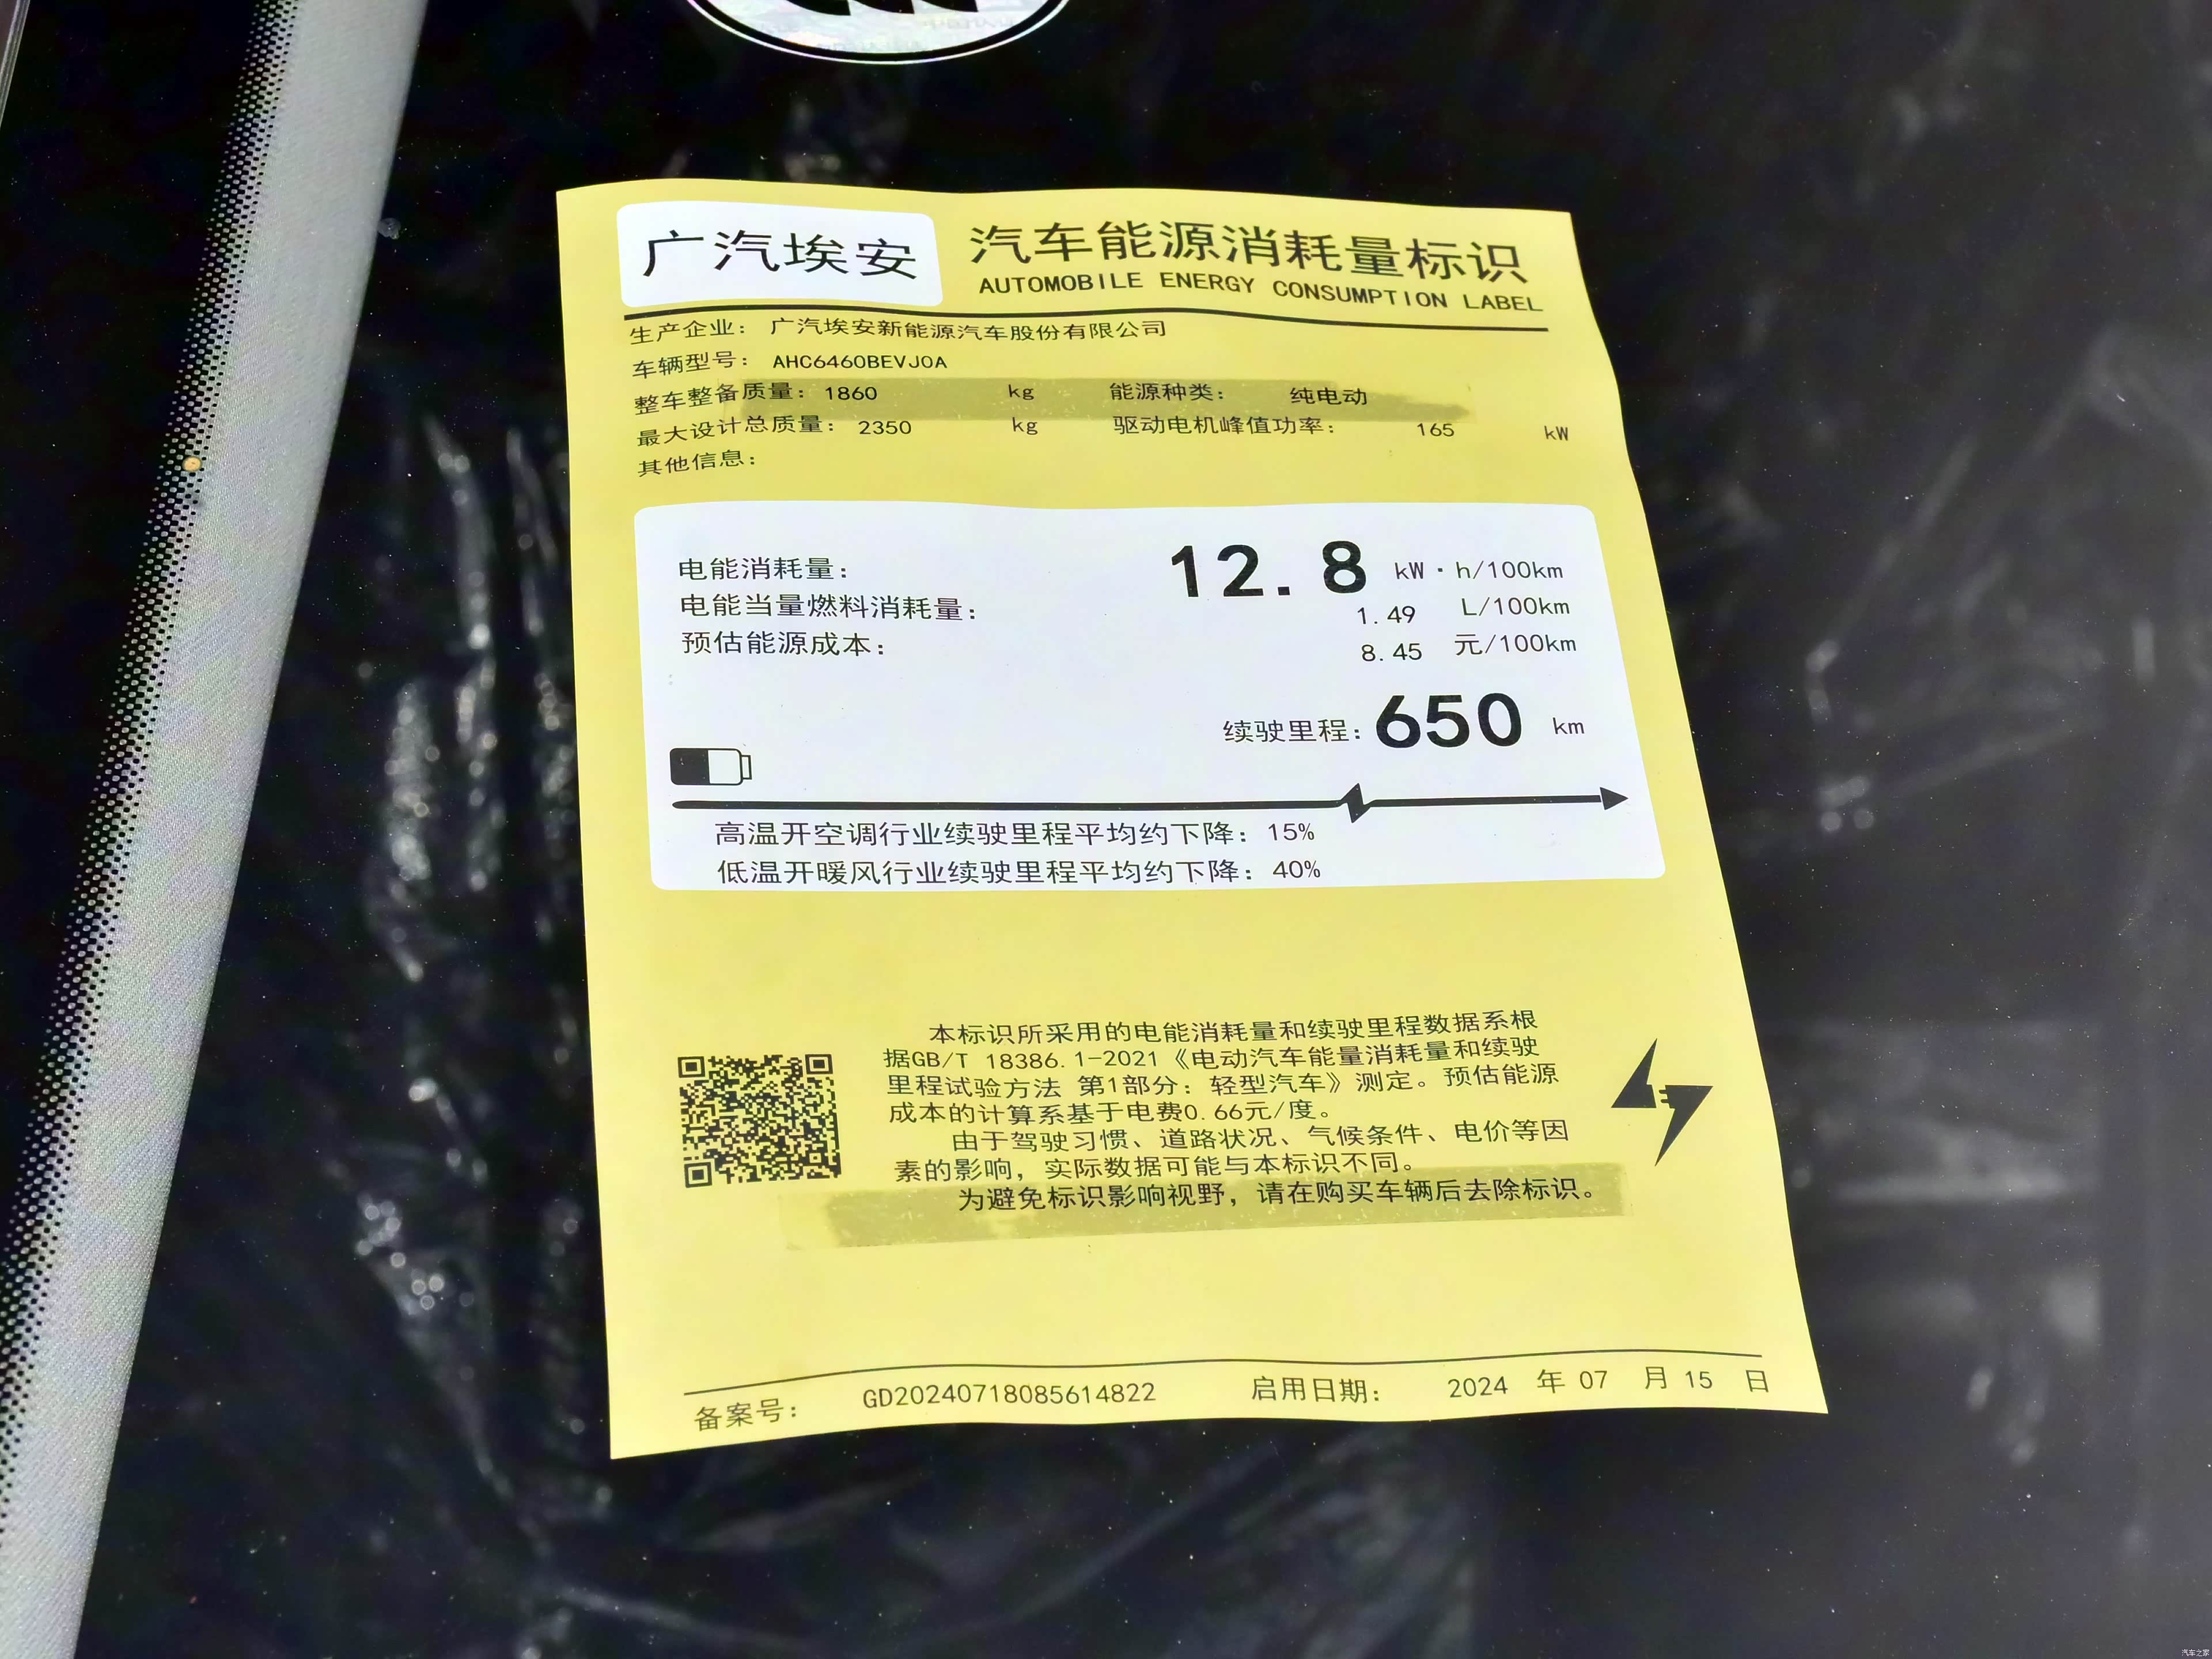 广汽埃安 汽车能源消耗量标识
AUTOMOBILE ENERGY CONSUMPTION LABEL
生产企业: 广汽埃安新能源汽车股份有限公司
车辆型号: AHC6460BEVJ0A
整车整备质量: 1860 kg 能源种类: 纯电动
最大设计总质量: 2350 kg 驱动电机峰值功率: 165 kW
其他信息:
电能消耗量: 12.8 kW·h/100km
电能当量燃料消耗量: 1.49 L/100km
预估能源成本: 8.45 元/100km
续驶里程: 650 km
高温开空调行业续驶里程平均约下降: 15%
低温开暖风行业续驶里程平均约下降: 40%
本标识所采用的电能消耗量和续驶里程数据系根
据GB/T 18386.1-2021《电动汽车能量消耗量和续驶
里程试验方法 第1部分: 轻型汽车》测定。预估能源
成本的计算系基于电费0.66元/度。
由于驾驶习惯、道路状况、气候条件、电价等因
素的影响, 实际数据可能与本标识不同。
为避免标识影响视野, 请在购买车辆后去除标识。
备案号: GD20240718085614822 启用日期: 2024 年 07 月 15 日
汽车之家